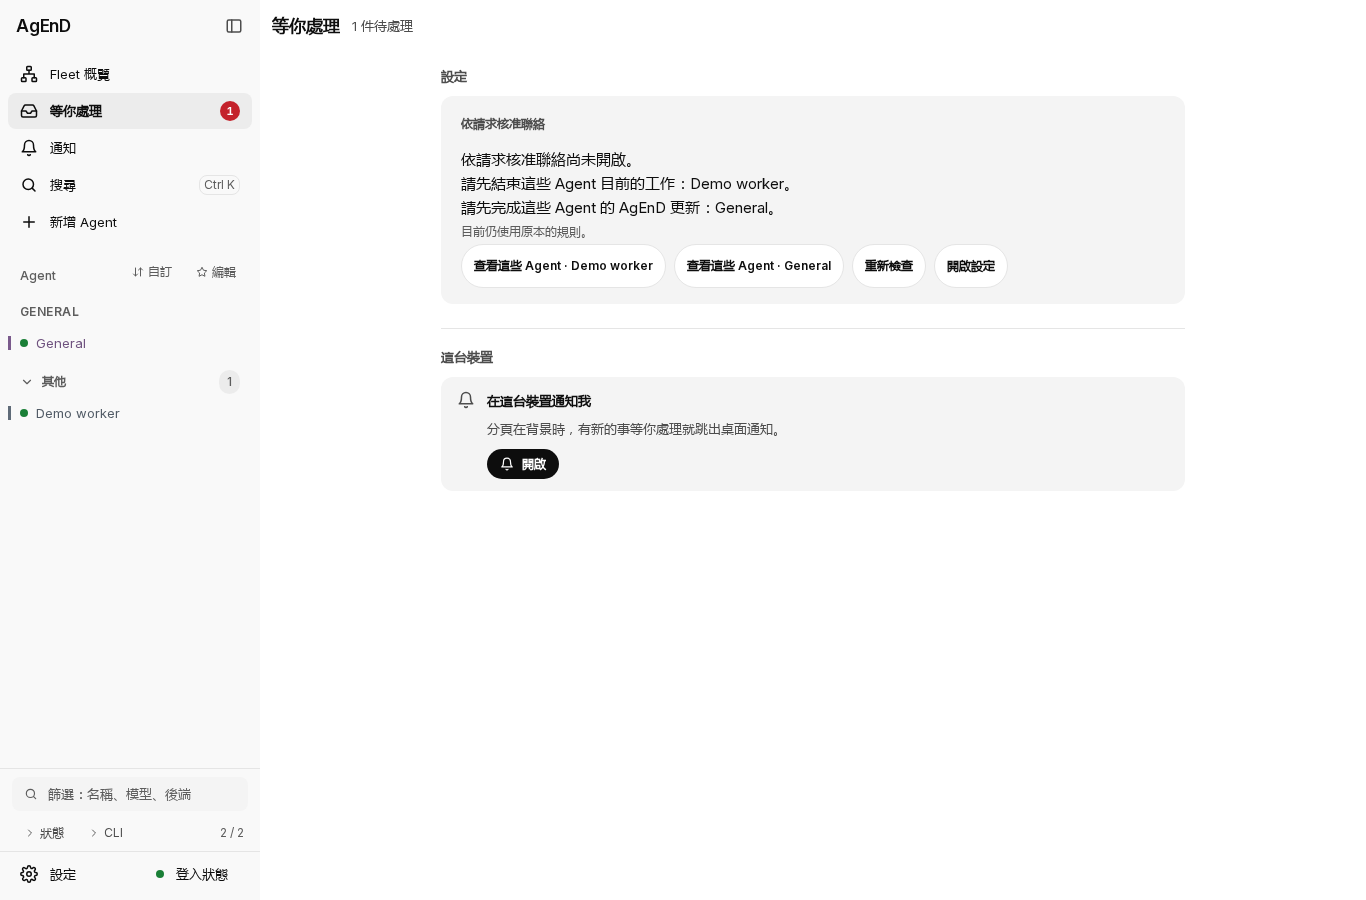 AgEnD
Fleet 概覽
等你處理 1
通知
搜尋 Ctrl K
新增 Agent
Agent 自訂 編輯
GENERAL
General
其他 1
Demo worker
篩選：名稱、模型、後端
狀態 CLI 2 / 2
設定 登入狀態
等你處理 1 件待處理
設定
依請求核准聯絡
依請求核准聯絡尚未開啟。
請先結束這些 Agent 目前的工作：Demo worker。
請先完成這些 Agent 的 AgEnD 更新：General。
目前仍使用原本的規則。
查看這些 Agent · Demo worker 查看這些 Agent · General 重新檢查 開啟設定
這台裝置
在這台裝置通知我
分頁在背景時，有新的事等你處理就跳出桌面通知。
開啟